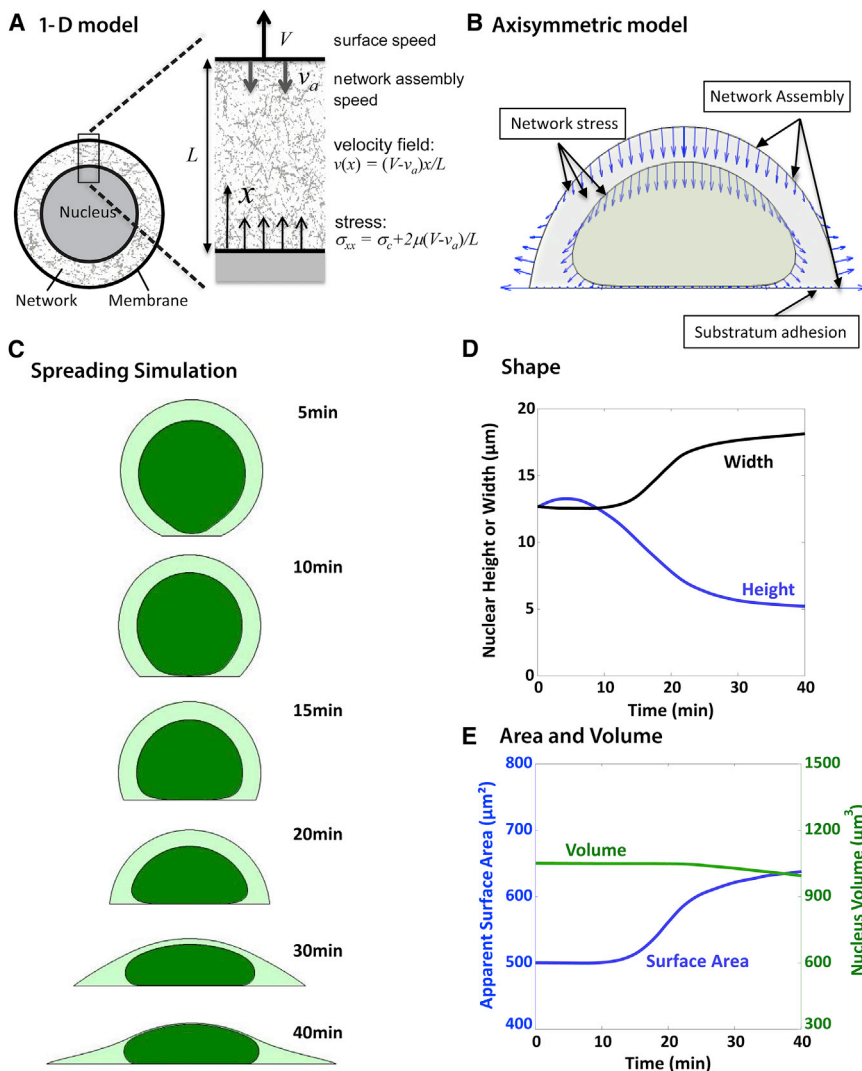 A 1-D model
V surface speed
v_a network assembly
speed
L
velocity field:
v(x) = (V-v_a)x/L
x
stress:
σ_xx = σ_c+2μ(V-v_a)/L
Nucleus
Network
Membrane
B Axisymmetric model
Network Assembly
Network stress
Substratum adhesion
C
Spreading Simulation
5min
10min
15min
20min
30min
40min
D Shape
Nuclear Height or Width (μm)
20
15
10
5
0
Width
Height
0 10 20 30 40
Time (min)
E Area and Volume
Apparent Surface Area (μm²)
800
700
600
500
400
Volume
Surface Area
1500
1200
900
600
300
Nucleus Volume (μm³)
0 10 20 30 40
Time (min)